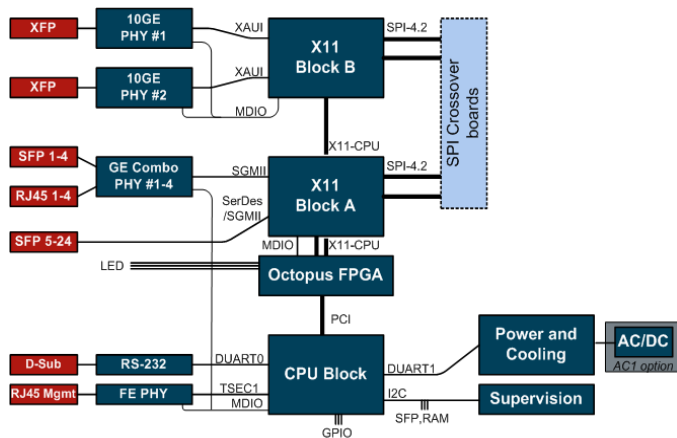 XFP
10GE
PHY #1
XAUI
X11
Block B
SPI-4.2
SPI Crossover
boards
XFP
10GE
PHY #2
XAUI
MDIO
X11-CPU
SFP 1-4
RJ45 1-4
GE Combo
PHY #1-4
SGMII
X11
Block A
SPI-4.2
SerDes
/SGMII
SFP 5-24
MDIO
X11-CPU
LED
Octopus FPGA
PCI
D-Sub
RS-232
DUART0
CPU Block
DUART1
Power and
Cooling
AC/DC
AC1 option
RJ45 Mgmt
FE PHY
TSEC1
MDIO
I2C
SFP,RAM
Supervision
GPIO